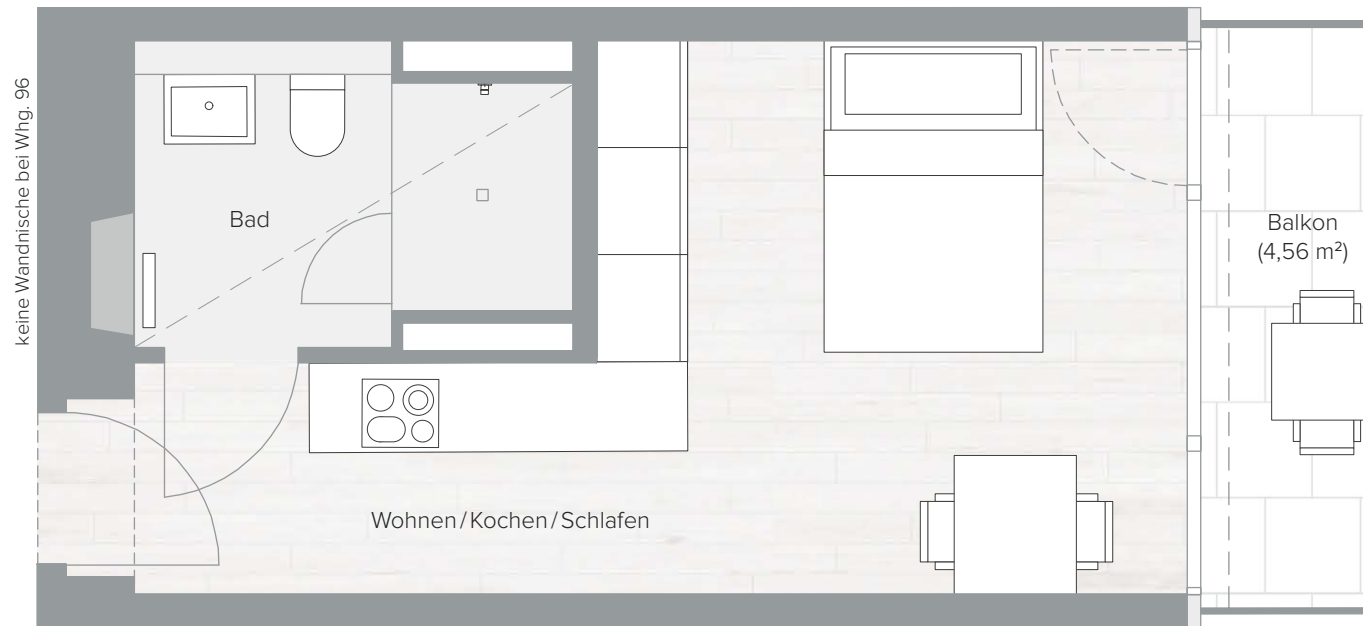 keine Wandnische bei Whg. 96
Bad
Balkon
(4,56 m²)
Wohnen/Kochen/Schlafen